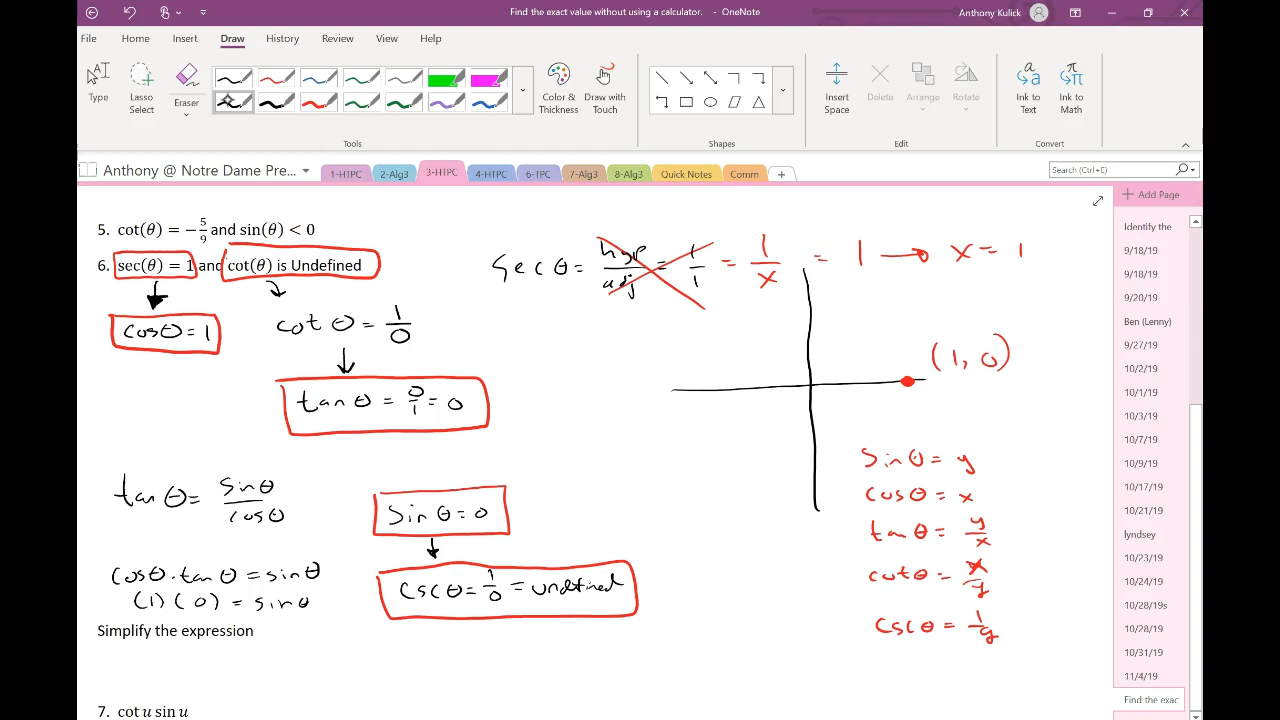 Find the exact value without using a calculator. - OneNote
Anthony Kulick
File Home Insert Draw History Review View Help
Type
Lasso Select
Eraser
Color & Thickness
Draw with Touch
Insert Space
Delete
Arrange
Rotate
Ink to Text
Ink to Math
Tools
Shapes
Edit
Convert
Anthony @ Notre Dame Pre...
1-HTPC 2-Alg3 3-HTPC 4-HTPC 6-TPC 7-Alg3 8-Alg3 Quick Notes Comm
Search (Ctrl+E)
Add Page
Identify the
9/18/19
9/18/19
9/20/19
Ben (Lenny)
9/27/19
10/2/19
10/1/19
10/3/19
10/7/19
10/9/19
10/17/19
10/21/19
lyndsey
10/23/19
10/24/19
10/28/19s
10/28/19
10/31/19
11/4/19
Find the exac
5. cot(θ) = −5/9 and sin(θ) < 0
6. sec(θ) = 1 and cot(θ) is Undefined
cosθ = 1
cot θ = 1/0
tan θ = 0/1 = 0
tan θ = sinθ/cosθ
cosθ · tan θ = sinθ
(1) (0) = sinθ
Sin θ = 0
Cscθ = 1/0 = undefined
Sec θ = hyp/adj = 1/1 = 1/x = 1 → x = 1
(1, 0)
Sin θ = y
Cos θ = x
tan θ = y/x
cot θ = x/y
Csc θ = 1/y
Simplify the expression
7. cot u sin u